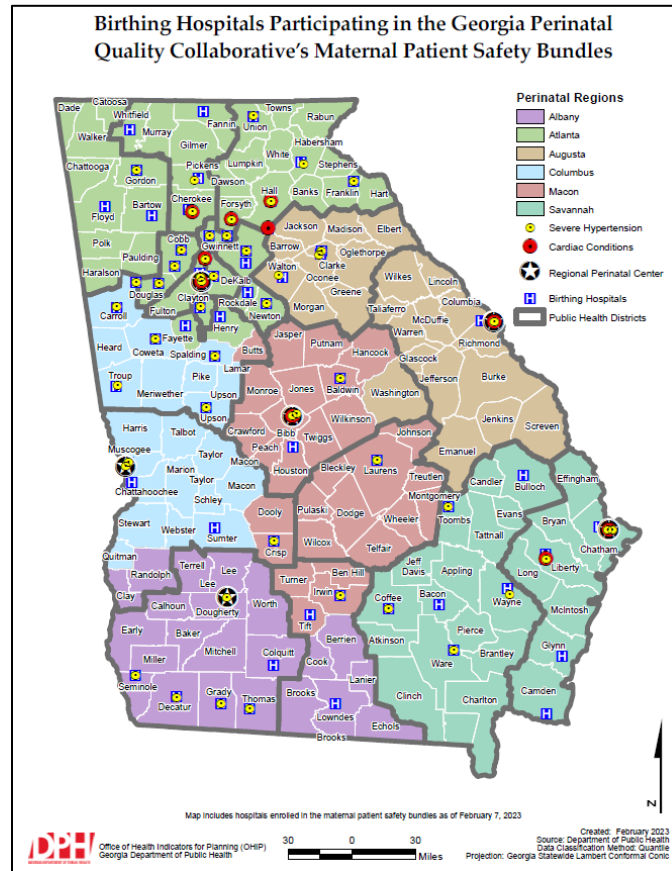 Birthing Hospitals Participating in the Georgia Perinatal
Quality Collaborative's Maternal Patient Safety Bundles
Perinatal Regions
Albany
Atlanta
Augusta
Columbus
Macon
Savannah
Severe Hypertension
Cardiac Conditions
Regional Perinatal Center
H Birthing Hospitals
Public Health Districts
Dade
Catoosa
Whitfield
Walker
Murray
Fannin
Gilmer
Union
Towns
Rabun
Habersham
White
Lumpkin
Stephens
Chattooga
Gordon
Pickens
Dawson
Hall
Banks
Franklin
Hart
Floyd
Bartow
Cherokee
Forsyth
Polk
Paulding
Cobb
Gwinnett
Jackson
Madison
Elbert
Barrow
Haralson
Douglas
DeKalb
Walton
Clarke
Oconee
Oglethorpe
Wilkes
Lincoln
Carroll
Fulton
Clayton
Rockdale
Newton
Henry
Morgan
Greene
Taliaferro
Columbia
McDuffie
Warren
Richmond
Heard
Coweta
Fayette
Spalding
Butts
Jasper
Putnam
Hancock
Glascock
Jefferson
Burke
Troup
Meriwether
Pike
Lamar
Upson
Upson
Monroe
Jones
Baldwin
Washington
Jenkins
Screven
Harris
Talbot
Crawford
Bibb
Twiggs
Wilkinson
Johnson
Emanuel
Muscogee
Taylor
Marion
Taylor
Macon
Macon
Peach
Houston
Bleckley
Laurens
Treutlen
Candler
Bulloch
Effingham
Chattahoochee
Schley
Dooly
Pulaski
Dodge
Wheeler
Montgomery
Toombs
Evans
Bryan
Chatham
Stewart
Webster
Sumter
Crisp
Wilcox
Telfair
Tattnall
Long
Liberty
Quitman
Randolph
Terrell
Lee
Lee
Turner
Ben Hill
Jeff
Davis
Appling
Clay
Calhoun
Dougherty
Worth
Irwin
Tift
Coffee
Bacon
Wayne
McIntosh
Early
Baker
Mitchell
Colquitt
Berrien
Cook
Atkinson
Pierce
Brantley
Glynn
Miller
Lanier
Ware
Seminole
Decatur
Grady
Thomas
Brooks
Lowndes
Echols
Brooks
Clinch
Charlton
Camden
N
Map includes hospitals enrolled in the maternal patient safety bundles as of February 7, 2023
DPH
Office of Health Indicators for Planning (OHIP)
Georgia Department of Public Health
30 0 30
Miles
Created: February 2023
Source: Department of Public Health
Data Classification Method: Quantile
Projection: Georgia Statewide Lambert Conformal Conic